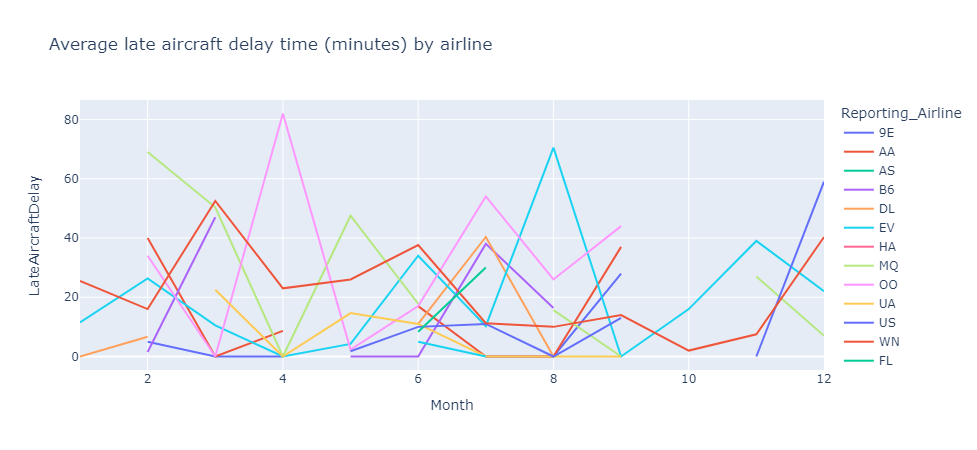 Average late aircraft delay time (minutes) by airline
Reporting_Airline
9E
AA
AS
B6
DL
EV
HA
MQ
OO
UA
US
WN
FL
LateAircraftDelay
80
60
40
20
0
2
4
6
8
10
12
Month